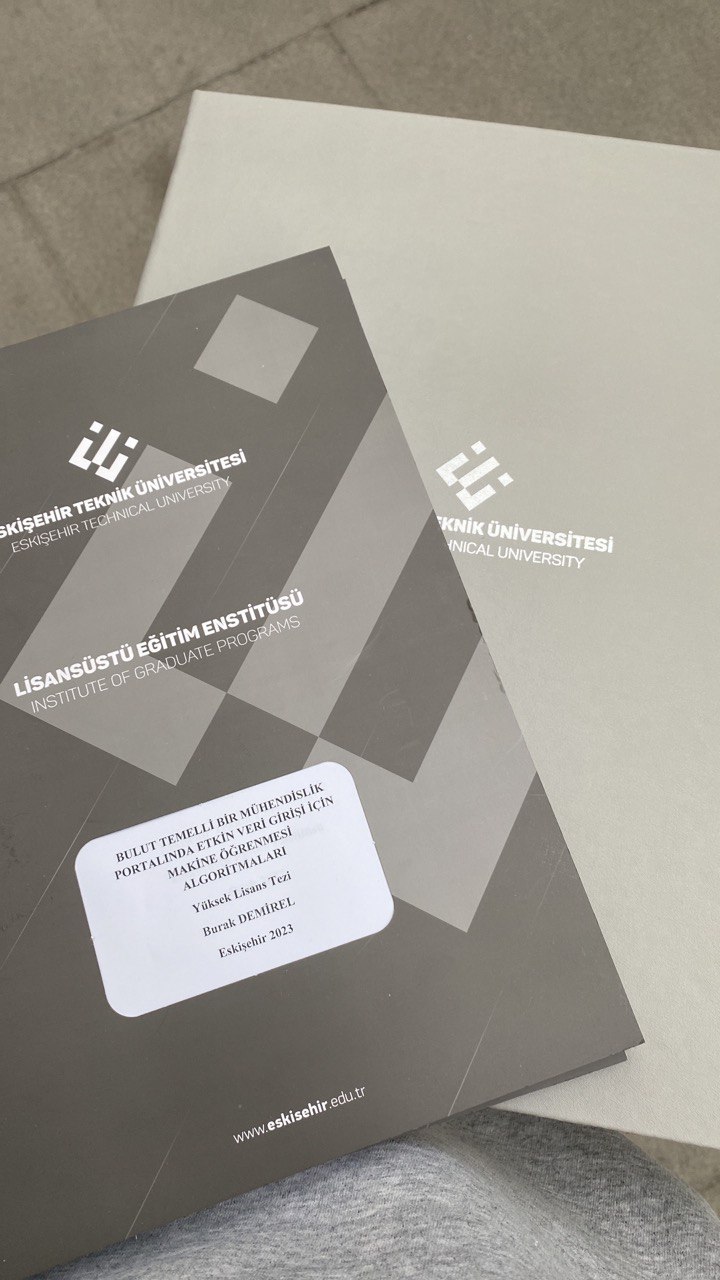 ESKİŞEHİR TEKNİK ÜNİVERSİTESİ
ESKİŞEHİR TECHNICAL UNIVERSITY
LİSANSÜSTÜ EĞİTİM ENSTİTÜSÜ
INSTITUTE OF GRADUATE PROGRAMS
BULUT TEMELLİ BİR MÜHENDİSLİK
PORTALINDA ETKİN VERİ GİRİŞİ İÇİN
MAKİNE ÖĞRENMESİ
ALGORİTMALARI
Yüksek Lisans Tezi
Burak DEMİREL
Eskişehir 2023
www.eskisehir.edu.tr
TEKNİK ÜNİVERSİTESİ
TECHNICAL UNIVERSITY